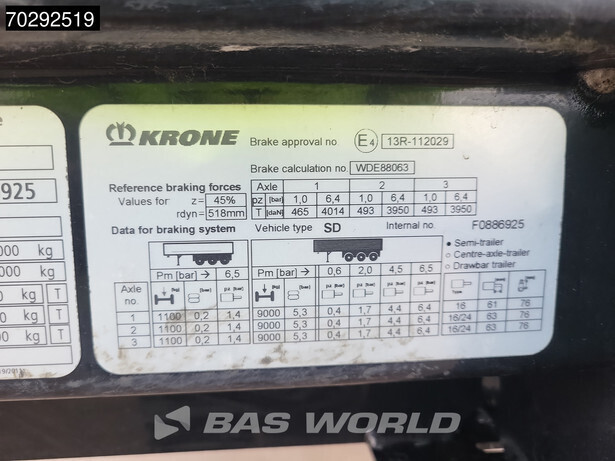 70292519
KRONE
Brake approval no E4 13R-112029
Brake calculation no. WDE88063
Reference braking forces
Values for z= 45%
rdyn= 518mm
Axle 1 2 3
pz [bar] 1,0 6,4 1,0 6,4 1,0 6,4
T [daN] 465 4014 493 3950 493 3950
Data for braking system Vehicle type SD Internal no F0886925
Semi-trailer
Centre-axle-trailer
Drawbar trailer
Pm [bar] → 6,5 Pm [bar] → 0,6 2,0 4,5 6,5
Axle no.
1 1100 0,2 1,4 9000 5,3 0,4 1,7 4,4 6,4 16 61 76
2 1100 0,2 1,4 9000 5,3 0,4 1,7 4,4 6,4 16/24 63 76
3 1100 0,2 1,4 9000 5,3 0,4 1,7 4,4 6,4 16/24 63 76
925
000 kg
000 kg
kg T
kg T
kg T
BAS WORLD